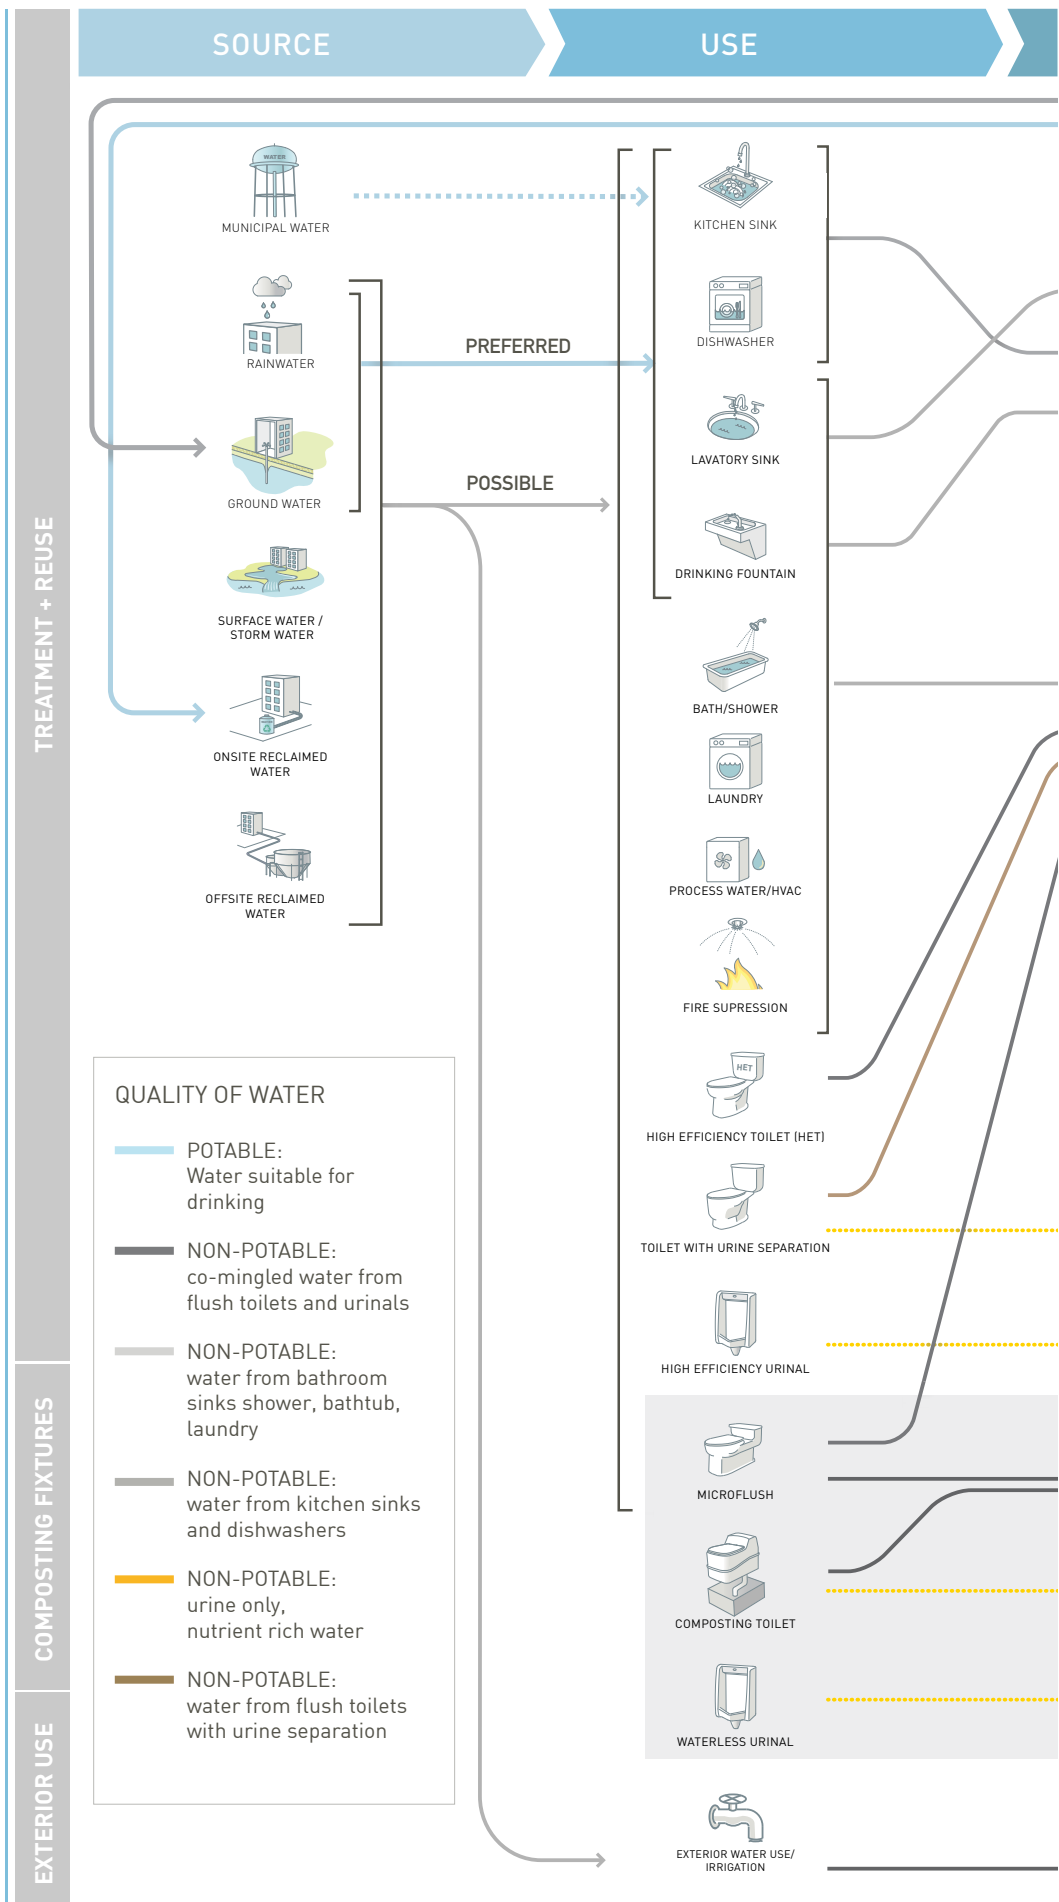 SOURCE
USE
TREATMENT + REUSE
COMPOSTING FIXTURES
EXTERIOR USE
WATER
MUNICIPAL WATER
RAINWATER
GROUND WATER
SURFACE WATER /
STORM WATER
ONSITE RECLAIMED
WATER
OFFSITE RECLAIMED
WATER
PREFERRED
POSSIBLE
KITCHEN SINK
DISHWASHER
LAVATORY SINK
DRINKING FOUNTAIN
BATH/SHOWER
LAUNDRY
PROCESS WATER/HVAC
FIRE SUPRESSION
HET
HIGH EFFICIENCY TOILET (HET)
TOILET WITH URINE SEPARATION
HIGH EFFICIENCY URINAL
MICROFLUSH
COMPOSTING TOILET
WATERLESS URINAL
EXTERIOR WATER USE/
IRRIGATION
QUALITY OF WATER
POTABLE:
Water suitable for
drinking
NON-POTABLE:
co-mingled water from
flush toilets and urinals
NON-POTABLE:
water from bathroom
sinks shower, bathtub,
laundry
NON-POTABLE:
water from kitchen sinks
and dishwashers
NON-POTABLE:
urine only,
nutrient rich water
NON-POTABLE:
water from flush toilets
with urine separation